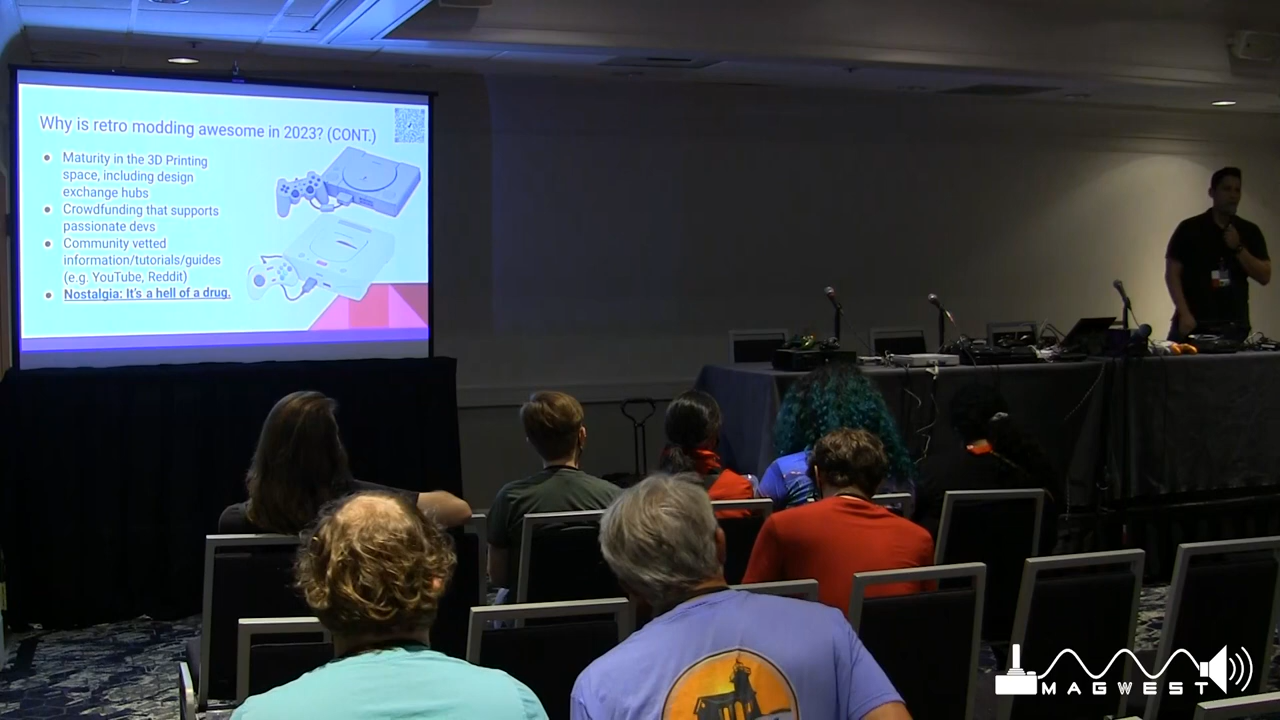 Why is retro modding awesome in 2023? (CONT.)
Maturity in the 3D Printing
space, including design
exchange hubs
Crowdfunding that supports
passionate devs
Community vetted
information/tutorials/guides
(e.g. YouTube, Reddit)
Nostalgia: It's a hell of a drug.
MAGWEST